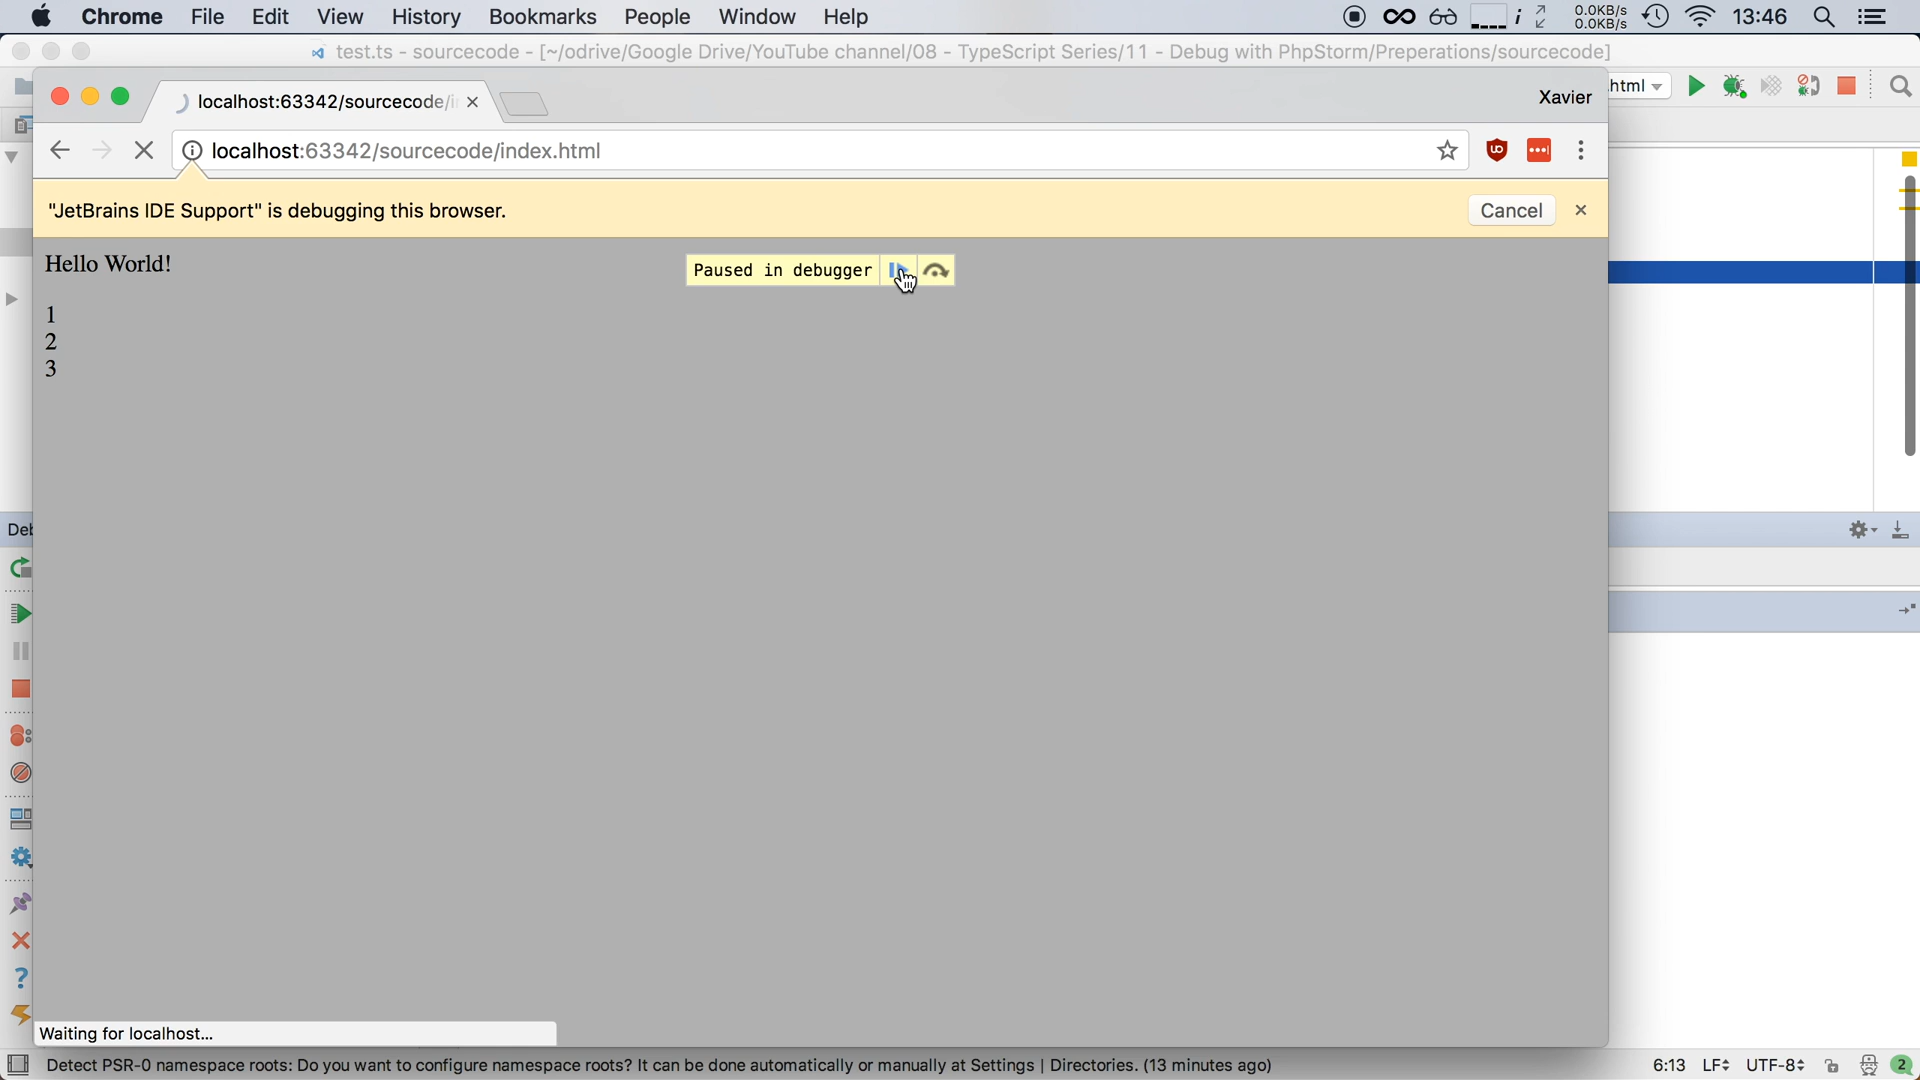 Chrome File Edit View History Bookmarks People Window Help 0.0KB/s 0.0KB/s 13:46
test.ts - sourcecode - [~/odrive/Google Drive/YouTube channel/08 - TypeScript Series/11 - Debug with PhpStorm/Preperations/sourcecode]
localhost:63342/sourcecode/i
Xavier
html
localhost:63342/sourcecode/index.html
"JetBrains IDE Support" is debugging this browser.
Cancel
Hello World!
Paused in debugger
1
2
3
Deb
Waiting for localhost...
Detect PSR-0 namespace roots: Do you want to configure namespace roots? It can be done automatically or manually at Settings | Directories. (13 minutes ago)
6:13 LF UTF-8 2